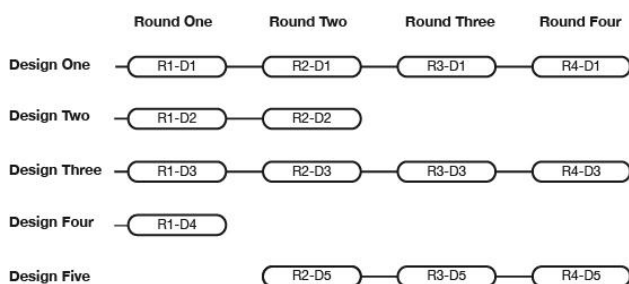 Round One Round Two Round Three Round Four
Design One R1-D1 R2-D1 R3-D1 R4-D1
Design Two R1-D2 R2-D2
Design Three R1-D3 R2-D3 R3-D3 R4-D3
Design Four R1-D4
Design Five R2-D5 R3-D5 R4-D5